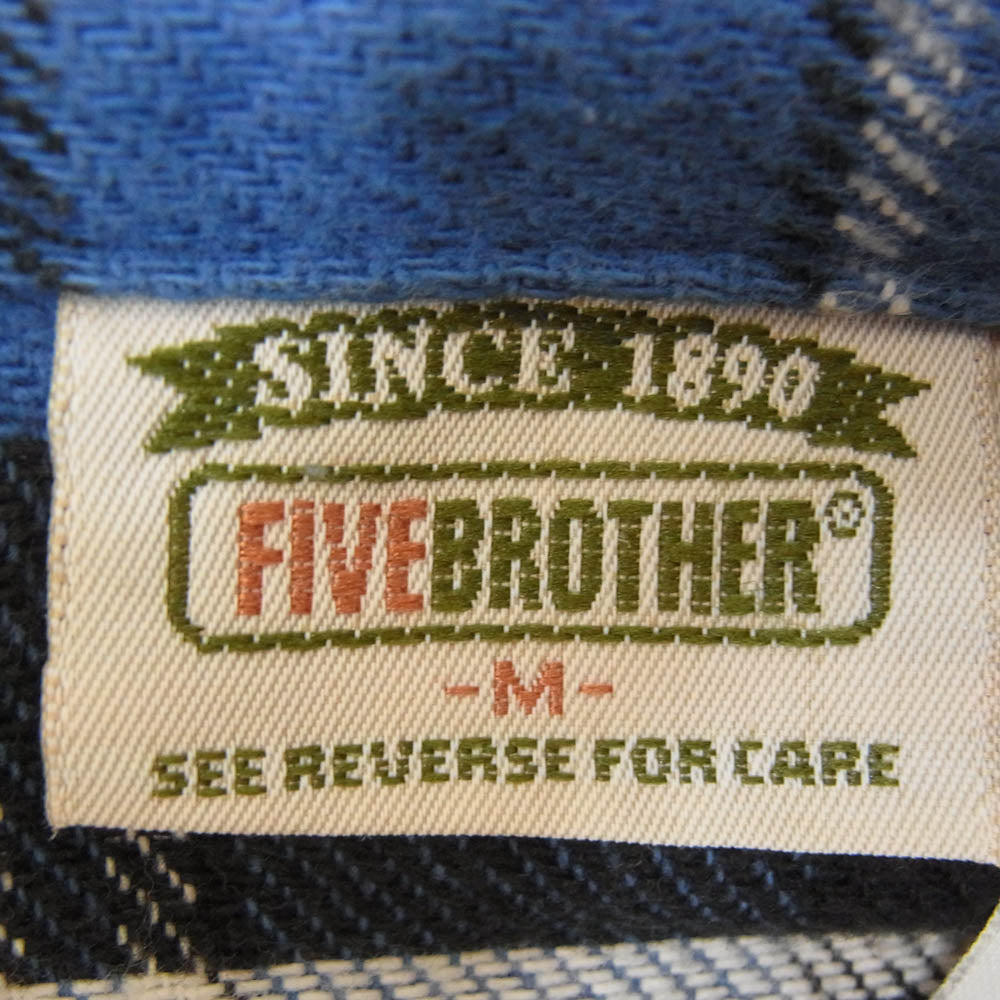 SINCE 1890
FIVEBROTHER®
-M-
SEE REVERSE FOR CARE